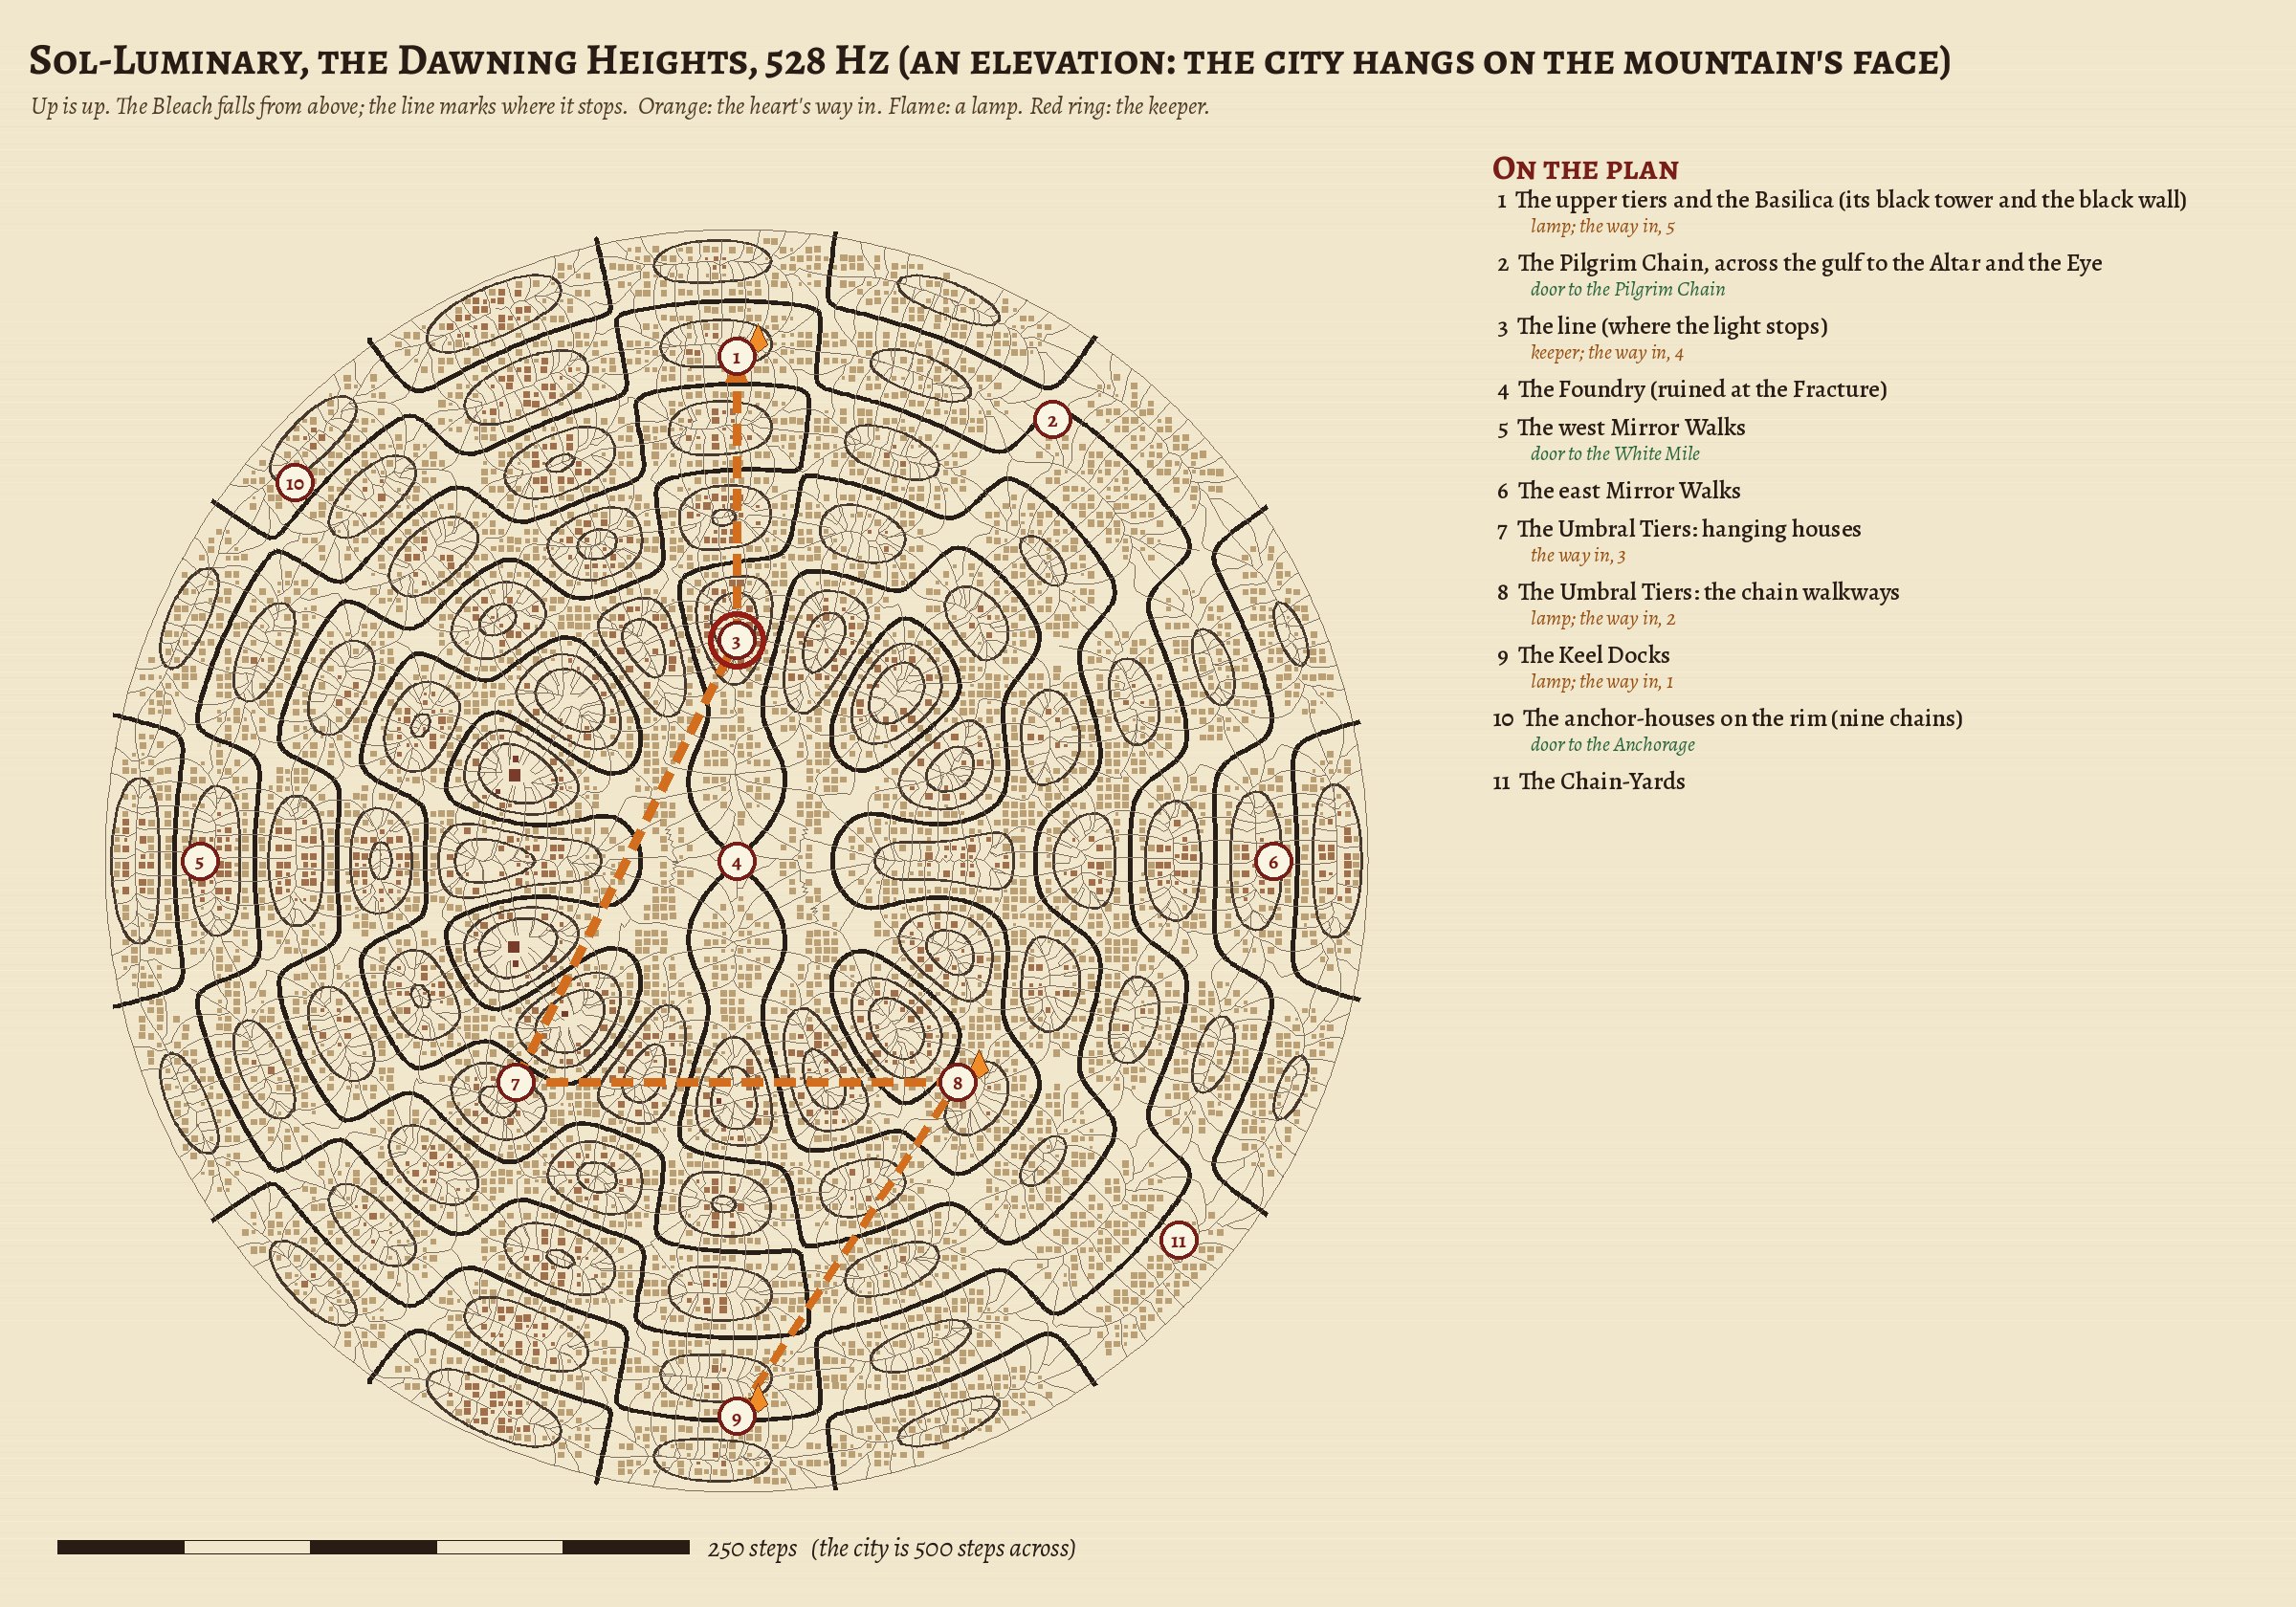 Sol-Luminary, the Dawning Heights, 528 Hz (an elevation: the city hangs on the mountain's face)
Up is up. The Bleach falls from above; the line marks where it stops. Orange: the heart's way in. Flame: a lamp. Red ring: the keeper.
On the plan
1 The upper tiers and the Basilica (its black tower and the black wall)
lamp; the way in, 5
2 The Pilgrim Chain, across the gulf to the Altar and the Eye
door to the Pilgrim Chain
3 The line (where the light stops)
keeper; the way in, 4
4 The Foundry (ruined at the Fracture)
5 The west Mirror Walks
door to the White Mile
6 The east Mirror Walks
7 The Umbral Tiers: hanging houses
the way in, 3
8 The Umbral Tiers: the chain walkways
lamp; the way in, 2
9 The Keel Docks
lamp; the way in, 1
10 The anchor-houses on the rim (nine chains)
door to the Anchorage
11 The Chain-Yards
1
2
10
3
5
4
6
7
8
11
9
250 steps (the city is 500 steps across)